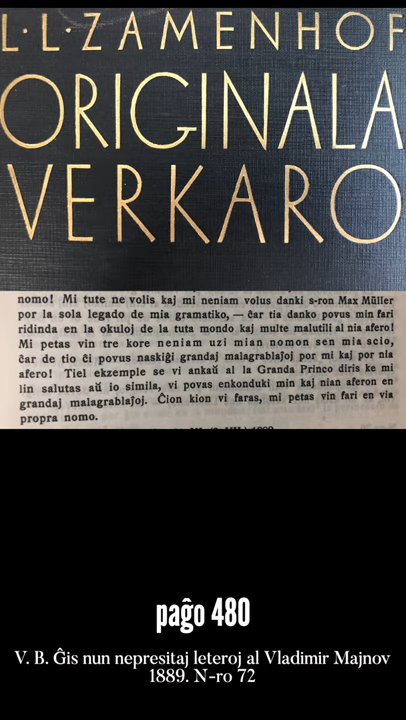 L·L·ZAMENHOF
ORIGINALA
VERKARO
nomo! Mi tute ne volis kaj mi neniam volus danki s-ron Max Müller
por la sola legado de mia gramatiko, — ĉar tia danko povus min fari
ridinda en la okuloj de la tuta mondo kaj multe malutili al nia afero!
Mi petas vin tre kore neniam uzi mian nomon sen mia scio,
ĉar de tio ĉi povus naskiĝi grandaj malagrablaĵoj por mi kaj por nia
afero! Tiel ekzemple se vi ankaŭ al la Granda Princo diris ke mi
lin salutas aŭ io simila, vi povas enkonduki min kaj nian aferon en
grandaj malagrablaĵoj. Ĉion kion vi faras, mi petas vin fari en via
propra nomo.
paĝo 480
V. B. Ĝis nun nepresitaj leteroj al Vladimir Majnov
1889. N-ro 72